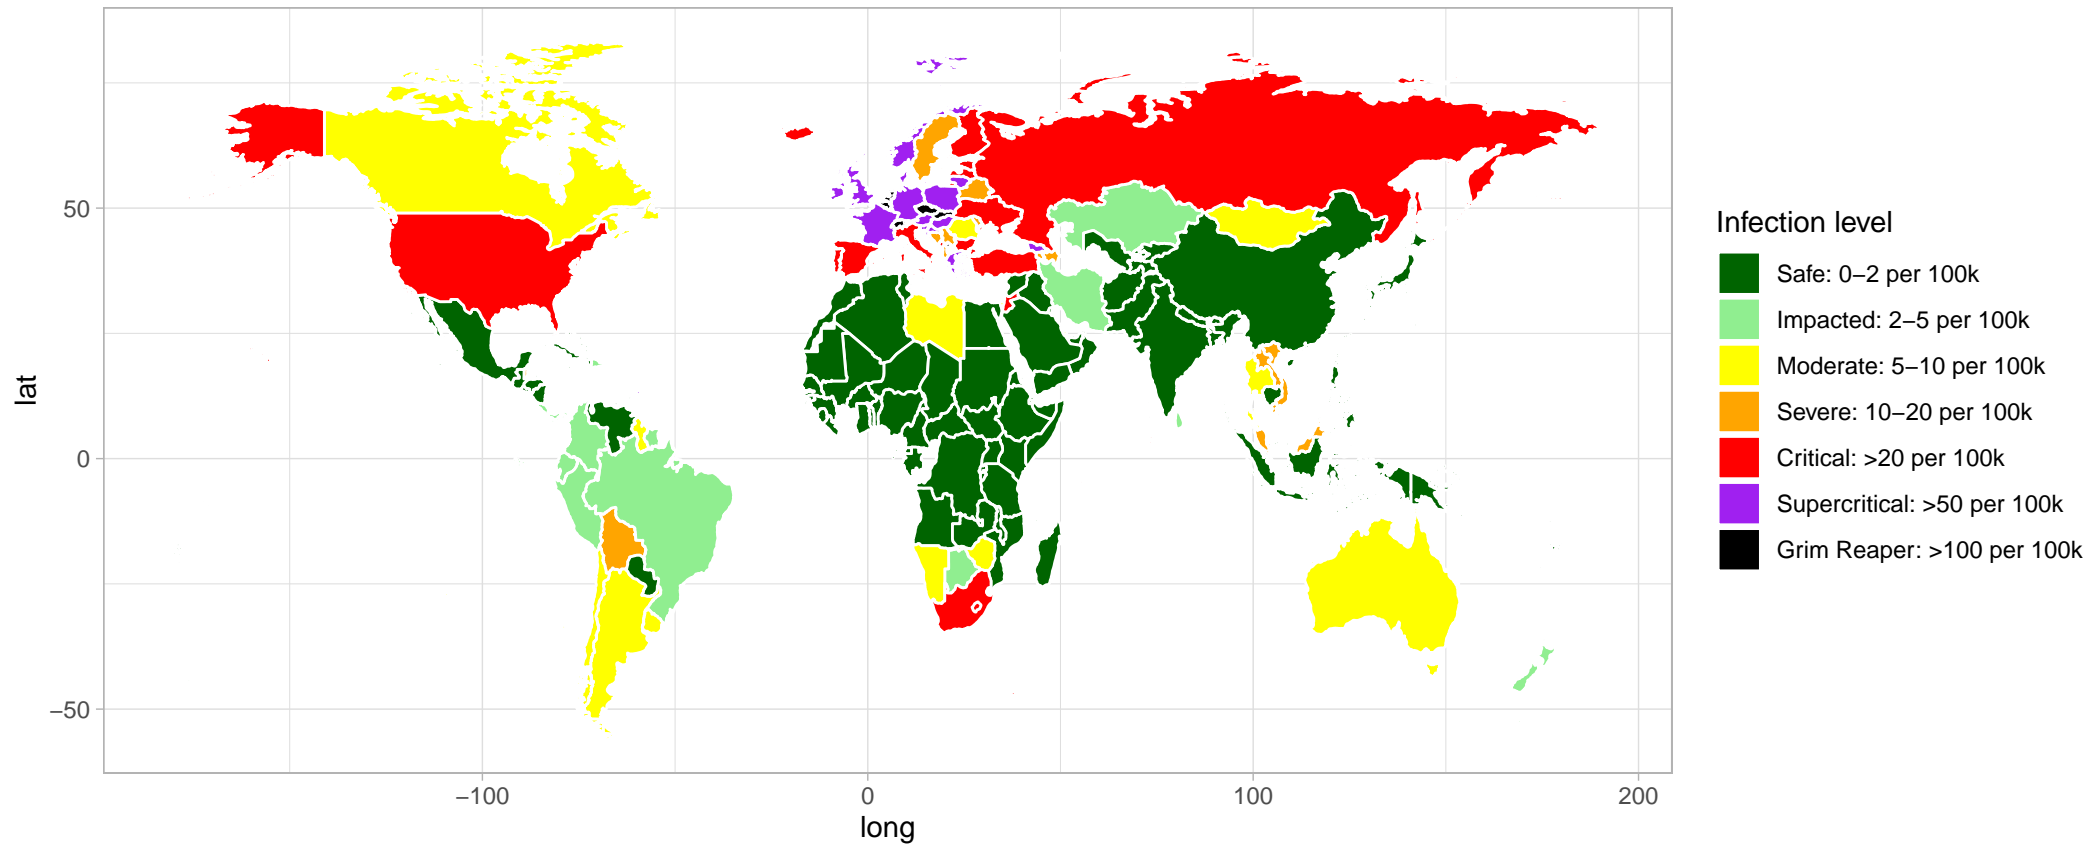 50
0
−50
lat
−100
0
100
200
long
Infection level
Safe: 0−2 per 100k
Impacted: 2−5 per 100k
Moderate: 5−10 per 100k
Severe: 10−20 per 100k
Critical: >20 per 100k
Supercritical: >50 per 100k
Grim Reaper: >100 per 100k